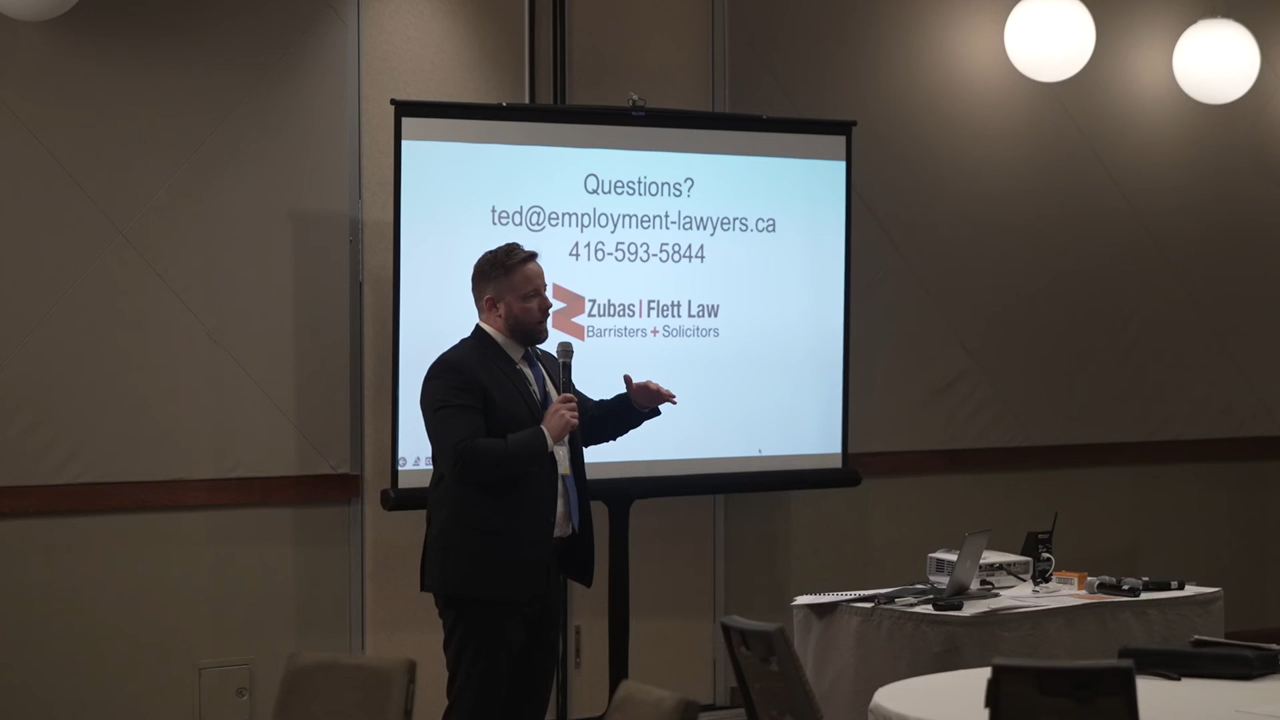 Questions?
ted@employment-lawyers.ca
416-593-5844
Zubas | Flett Law
Barristers + Solicitors